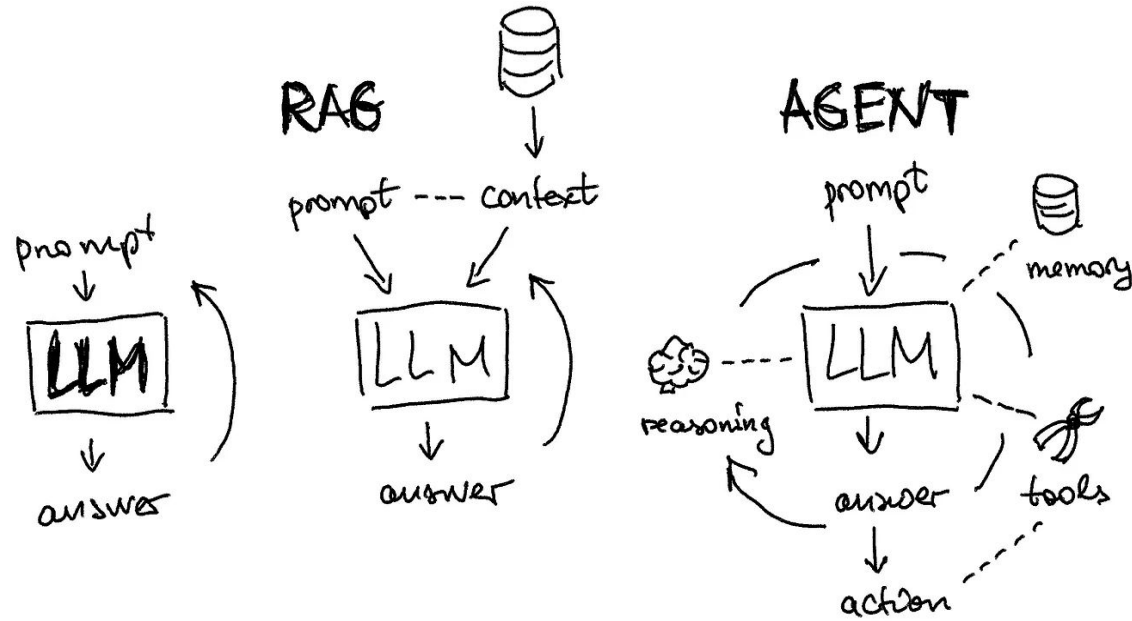 prompt
LLM
answer
RAG
prompt --- context
LLM
answer
AGENT
prompt
memory
LLM
reasoning
answer
tools
action